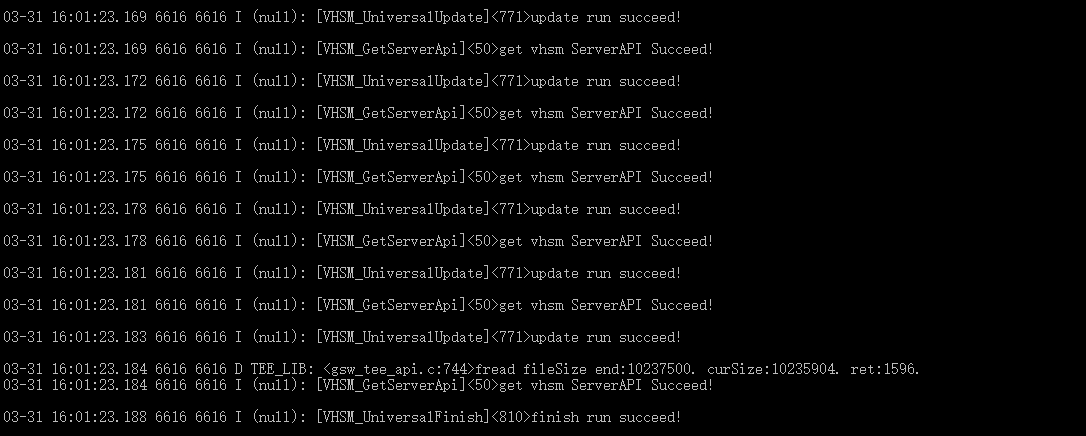 03-31 16:01:23.169 6616 6616 I (null): [VHSM_UniversalUpdate]<771>update run succeed!
03-31 16:01:23.169 6616 6616 I (null): [VHSM_GetServerApi]<50>get vhsm ServerAPI Succeed!
03-31 16:01:23.172 6616 6616 I (null): [VHSM_UniversalUpdate]<771>update run succeed!
03-31 16:01:23.172 6616 6616 I (null): [VHSM_GetServerApi]<50>get vhsm ServerAPI Succeed!
03-31 16:01:23.175 6616 6616 I (null): [VHSM_UniversalUpdate]<771>update run succeed!
03-31 16:01:23.175 6616 6616 I (null): [VHSM_GetServerApi]<50>get vhsm ServerAPI Succeed!
03-31 16:01:23.178 6616 6616 I (null): [VHSM_UniversalUpdate]<771>update run succeed!
03-31 16:01:23.178 6616 6616 I (null): [VHSM_GetServerApi]<50>get vhsm ServerAPI Succeed!
03-31 16:01:23.181 6616 6616 I (null): [VHSM_UniversalUpdate]<771>update run succeed!
03-31 16:01:23.181 6616 6616 I (null): [VHSM_GetServerApi]<50>get vhsm ServerAPI Succeed!
03-31 16:01:23.183 6616 6616 I (null): [VHSM_UniversalUpdate]<771>update run succeed!
03-31 16:01:23.184 6616 6616 D TEE_LIB: <gsw_tee_api.c:744>fread fileSize end:10237500. curSize:10235904. ret:1596.
03-31 16:01:23.184 6616 6616 I (null): [VHSM_GetServerApi]<50>get vhsm ServerAPI Succeed!
03-31 16:01:23.188 6616 6616 I (null): [VHSM_UniversalFinish]<810>finish run succeed!